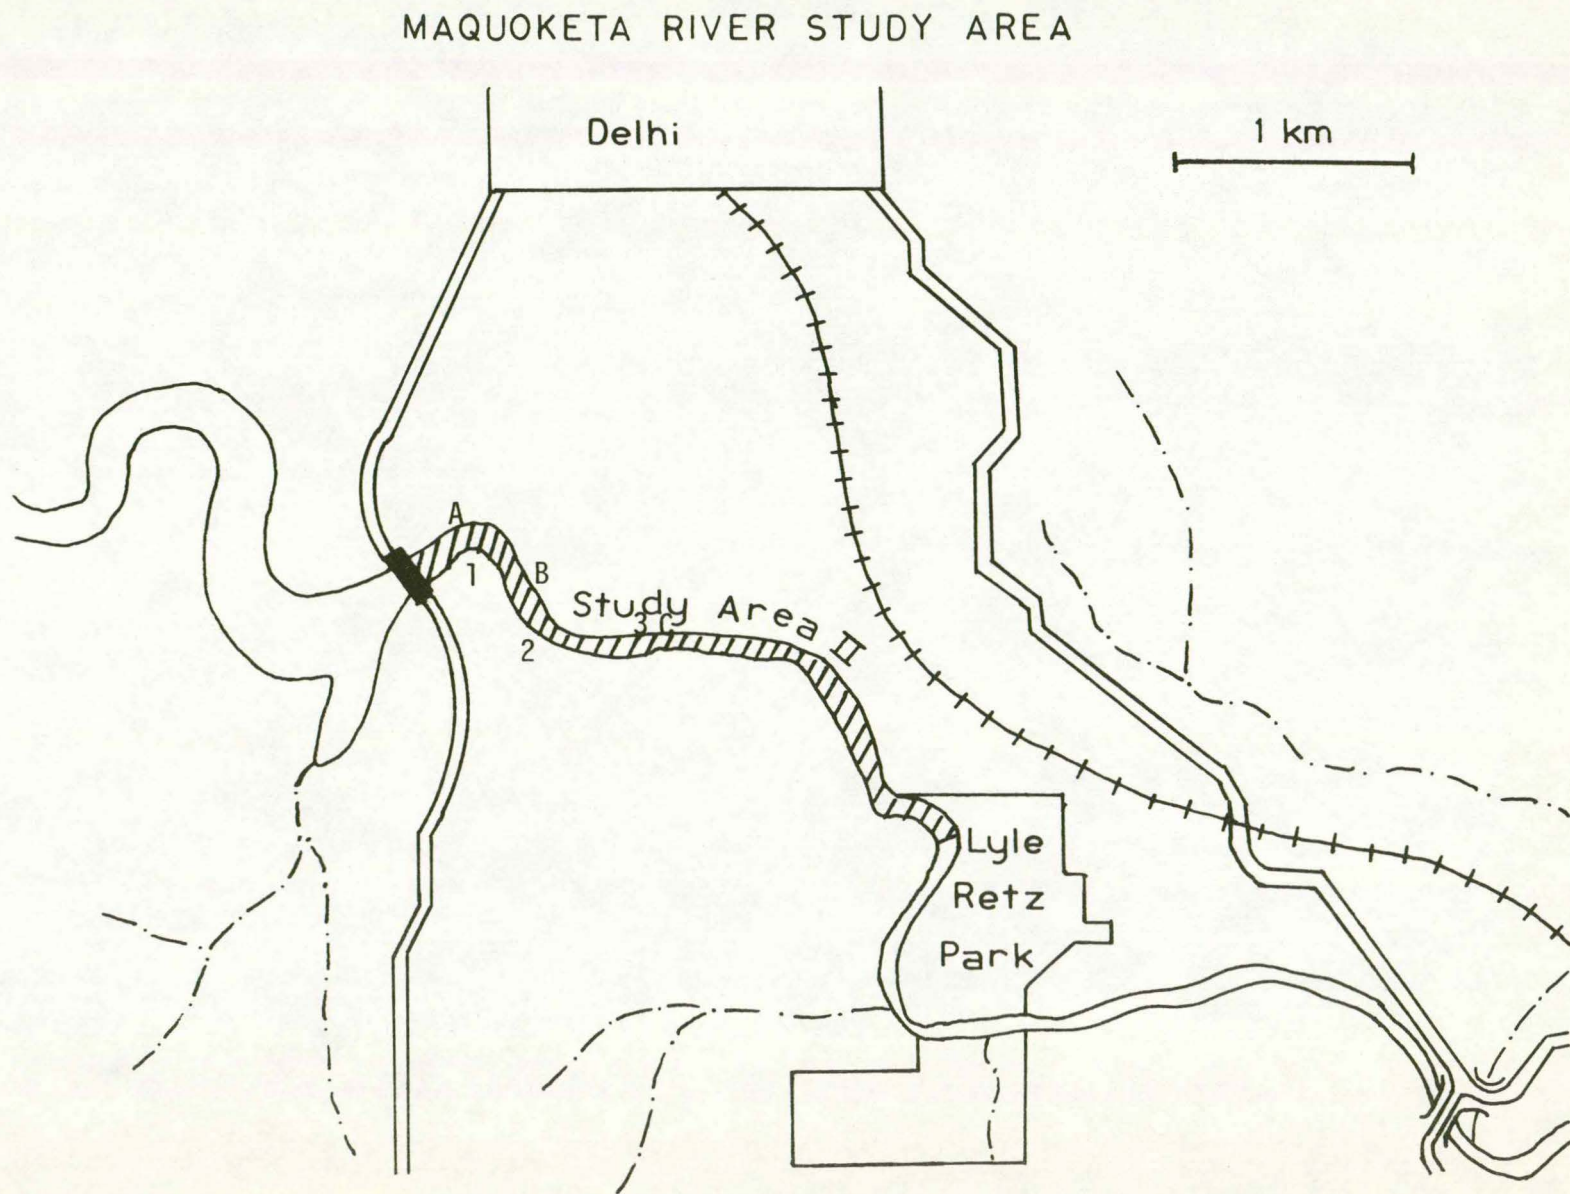 MAQUOKETA RIVER STUDY AREA
Delhi
1 km
A
1
B
Study Area II
3 C
2
Lyle
Retz
Park